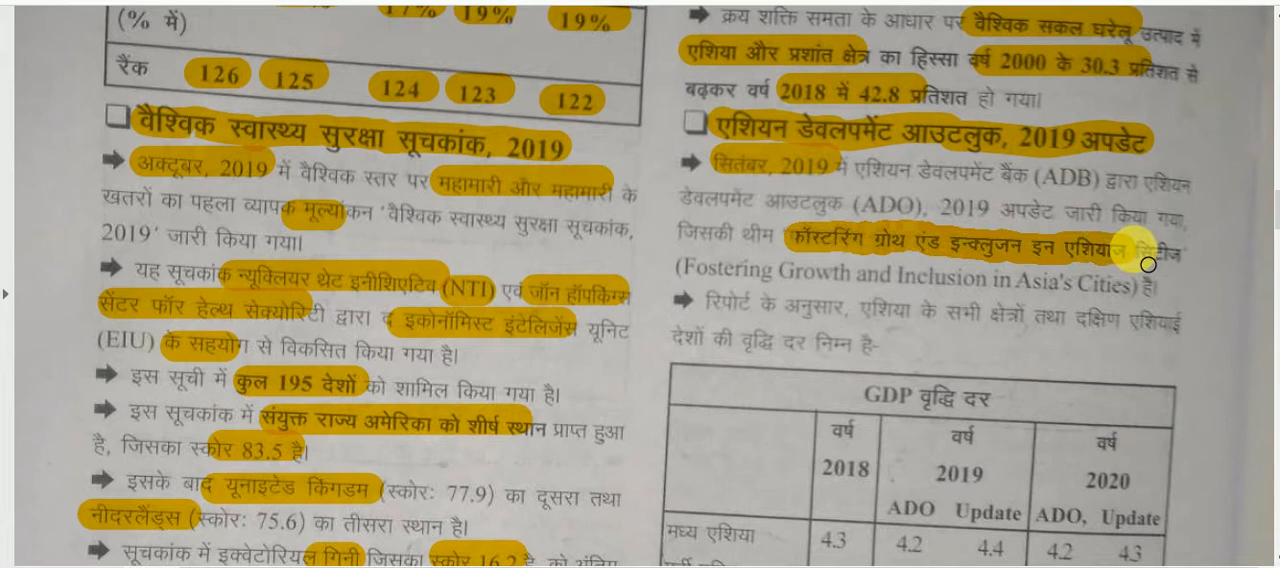 (% में) 17% 19% 19%
रैंक 126 125 124 123 122
❑ वैश्विक स्वास्थ्य सुरक्षा सूचकांक, 2019
➡ अक्टूबर, 2019 में वैश्विक स्तर पर महामारी और महामारी के
खतरों का पहला व्यापक मूल्यांकन 'वैश्विक स्वास्थ्य सुरक्षा सूचकांक,
2019' जारी किया गया।
➡ यह सूचकांक न्यूक्लियर थ्रेट इनीशिएटिव (NTI) एवं जॉन हॉपकिन्स
सेंटर फॉर हेल्थ सेक्योरिटी द्वारा द इकोनॉमिस्ट इंटेलिजेंस यूनिट
(EIU) के सहयोग से विकसित किया गया है।
➡ इस सूची में कुल 195 देशों को शामिल किया गया है।
➡ इस सूचकांक में संयुक्त राज्य अमेरिका को शीर्ष स्थान प्राप्त हुआ
है, जिसका स्कोर 83.5 है।
➡ इसके बाद यूनाइटेड किंगडम (स्कोर: 77.9) का दूसरा तथा
नीदरलैंड्स (स्कोर: 75.6) का तीसरा स्थान है।
➡ सूचकांक में इक्वेटोरियल गिनी जिसका स्कोर 16.2 है, को अंतिम
➡ क्रय शक्ति समता के आधार पर वैश्विक सकल घरेलू उत्पाद में
एशिया और प्रशांत क्षेत्र का हिस्सा वर्ष 2000 के 30.3 प्रतिशत से
बढ़कर वर्ष 2018 में 42.8 प्रतिशत हो गया।
❑ एशियन डेवलपमेंट आउटलुक, 2019 अपडेट
➡ सितंबर, 2019 में एशियन डेवलपमेंट बैंक (ADB) द्वारा एशियन
डेवलपमेंट आउटलुक (ADO), 2019 अपडेट जारी किया गया,
जिसकी थीम 'फॉस्टरिंग ग्रोथ एंड इन्क्लुजन इन एशियाज सिटीज'
(Fostering Growth and Inclusion in Asia's Cities) है।
➡ रिपोर्ट के अनुसार, एशिया के सभी क्षेत्रों तथा दक्षिण एशियाई
देशों की वृद्धि दर निम्न है-
GDP वृद्धि दर
वर्ष वर्ष वर्ष
2018 2019 2020
ADO Update ADO, Update
मध्य एशिया 4.3 4.2 4.4 4.2 4.3